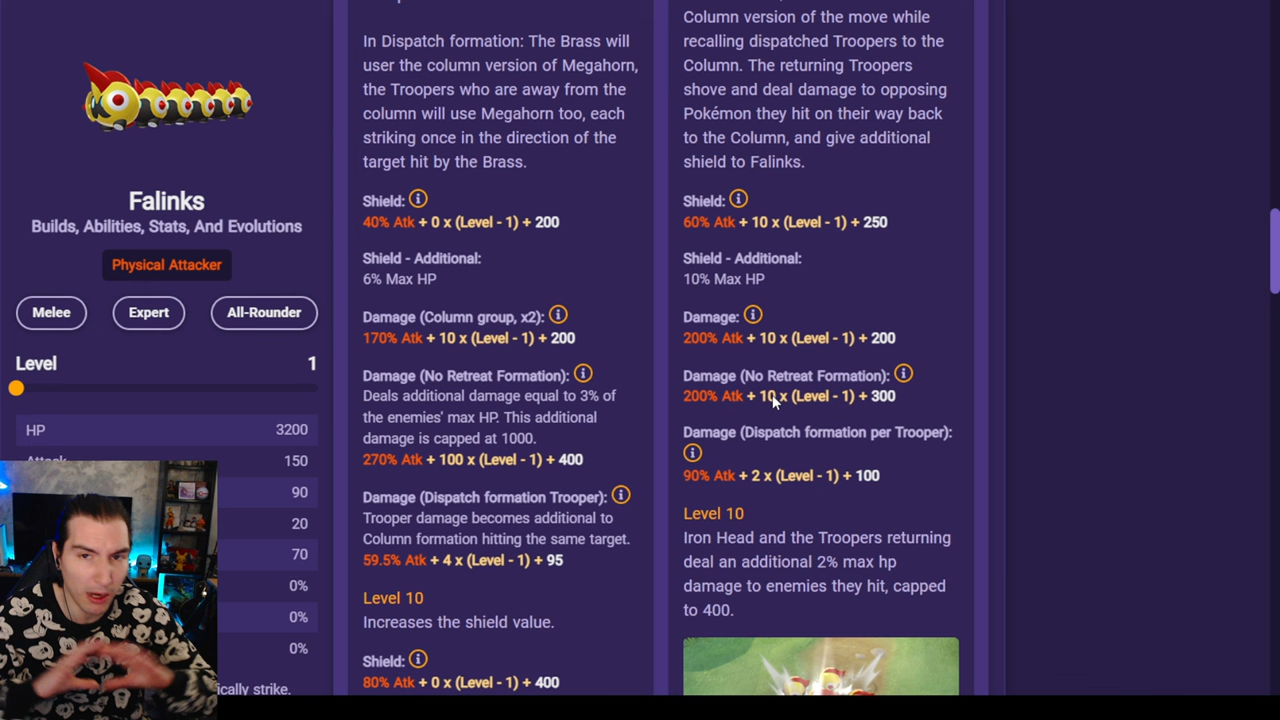 Falinks
Builds, Abilities, Stats, And Evolutions
Physical Attacker
Melee
Expert
All-Rounder
Level 1
HP 3200
150
90
20
70
0%
0%
0%
ically strike.
In Dispatch formation: The Brass will
user the column version of Megahorn,
the Troopers who are away from the
column will use Megahorn too, each
striking once in the direction of the
target hit by the Brass.
Shield:
40% Atk + 0 x (Level - 1) + 200
Shield - Additional:
6% Max HP
Damage (Column group, x2):
170% Atk + 10 x (Level - 1) + 200
Damage (No Retreat Formation):
Deals additional damage equal to 3% of
the enemies' max HP. This additional
damage is capped at 1000.
270% Atk + 100 x (Level - 1) + 400
Damage (Dispatch formation Trooper):
Trooper damage becomes additional to
Column formation hitting the same target.
59.5% Atk + 4 x (Level - 1) + 95
Level 10
Increases the shield value.
Shield:
80% Atk + 0 x (Level - 1) + 400
Column version of the move while
recalling dispatched Troopers to the
Column. The returning Troopers
shove and deal damage to opposing
Pokémon they hit on their way back
to the Column, and give additional
shield to Falinks.
Shield:
60% Atk + 10 x (Level - 1) + 250
Shield - Additional:
10% Max HP
Damage:
200% Atk + 10 x (Level - 1) + 200
Damage (No Retreat Formation):
200% Atk + 10 x (Level - 1) + 300
Damage (Dispatch formation per Trooper):
90% Atk + 2 x (Level - 1) + 100
Level 10
Iron Head and the Troopers returning
deal an additional 2% max hp
damage to enemies they hit, capped
to 400.